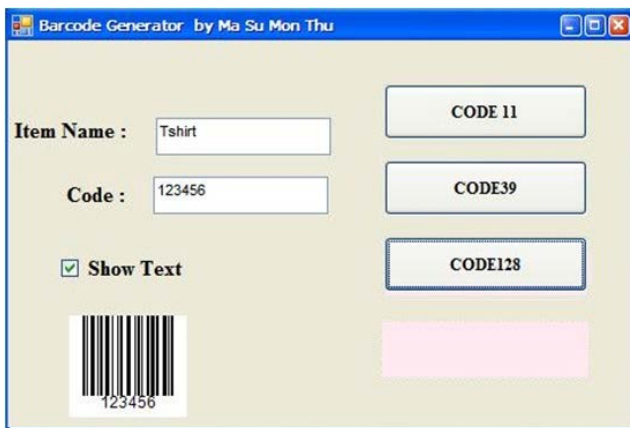 Barcode Generator by Ma Su Mon Thu
Item Name : Tshirt
Code : 123456
Show Text
123456
CODE 11
CODE39
CODE128